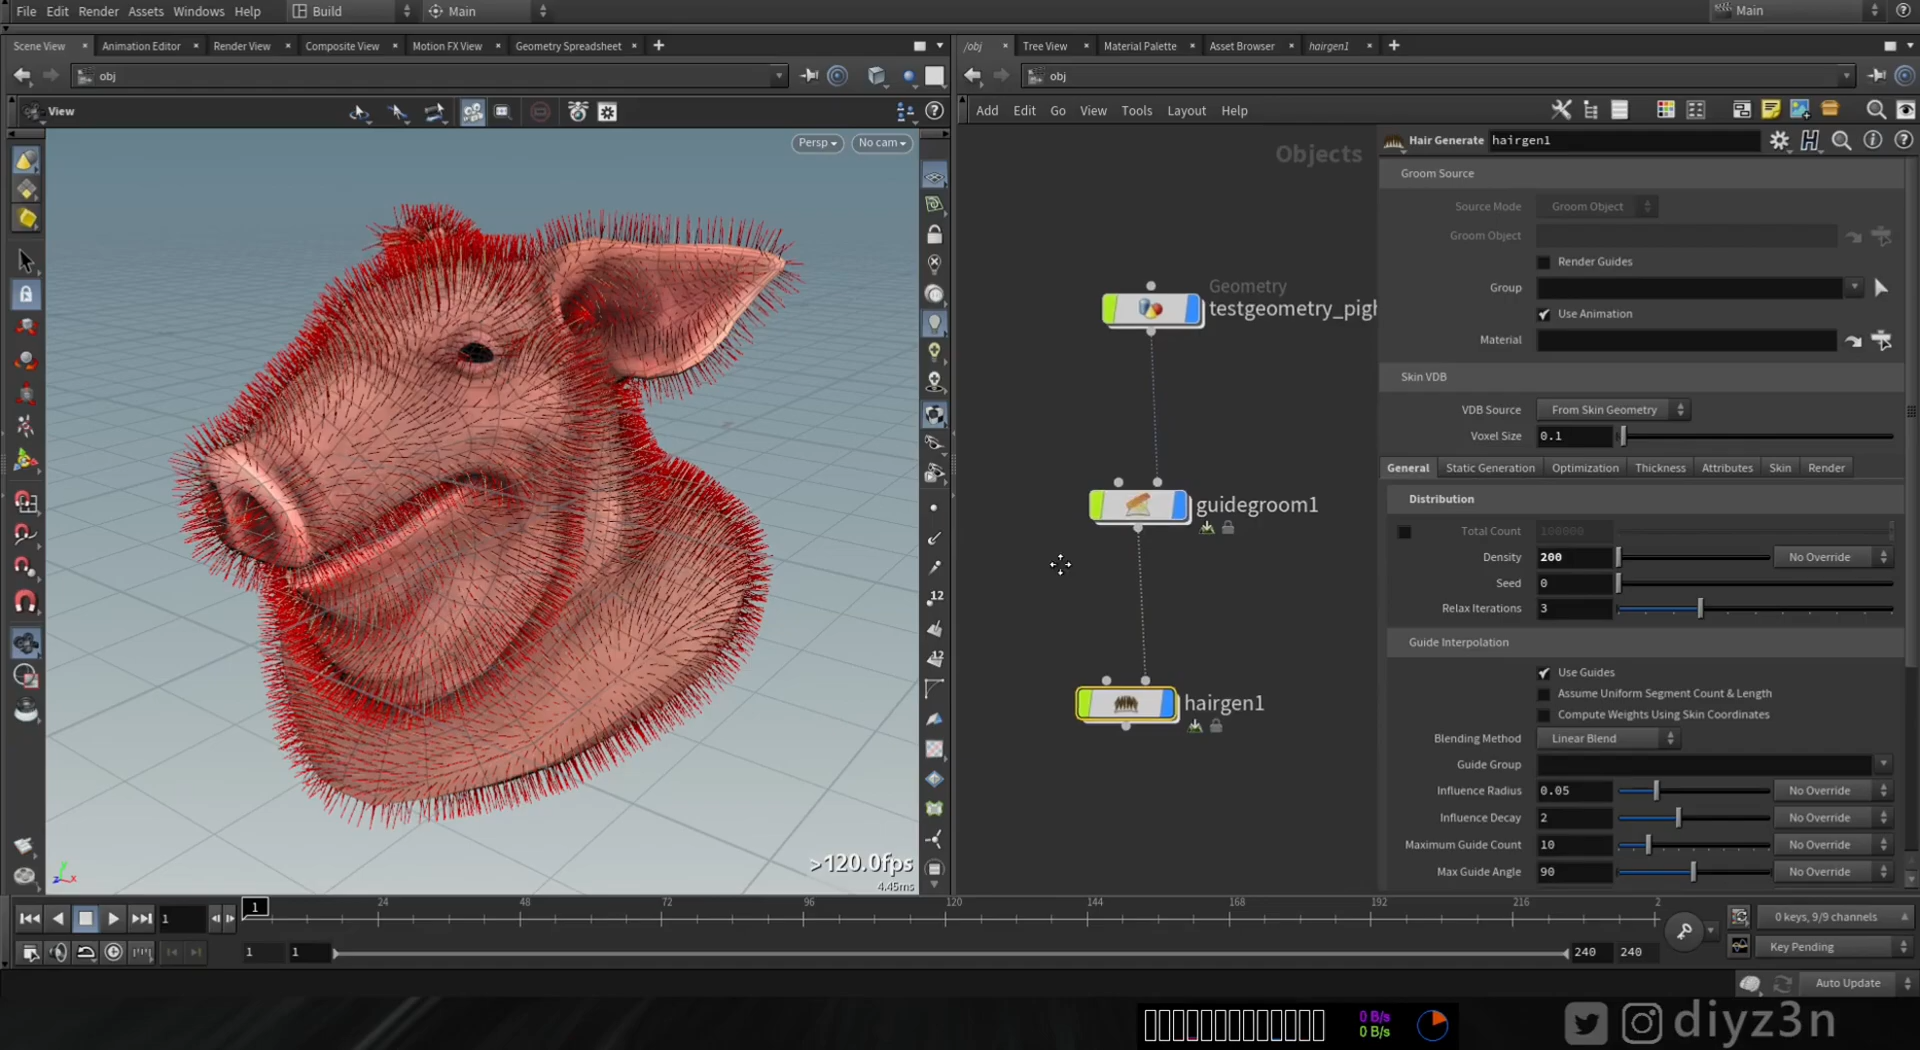 File Edit Render Assets Windows Help Build Main Main
Scene View Animation Editor Render View Composite View Motion FX View Geometry Spreadsheet
/obj Tree View Material Palette Asset Browser hairgen1
obj
obj
View
Add Edit Go View Tools Layout Help
Persp No cam
Objects
Hair Generate hairgen1
Groom Source
Source Mode Groom Object
Groom Object
Render Guides
Group
Use Animation
Material
Skin VDB
VDB Source From Skin Geometry
Voxel Size 0.1
General Static Generation Optimization Thickness Attributes Skin Render
Distribution
Total Count 100000
Density 200 No Override
Seed 0
Relax Iterations 3
Guide Interpolation
Use Guides
Assume Uniform Segment Count & Length
Compute Weights Using Skin Coordinates
Blending Method Linear Blend
Guide Group
Influence Radius 0.05 No Override
Influence Decay 2 No Override
Maximum Guide Count 10 No Override
Max Guide Angle 90 No Override
Geometry
testgeometry_pigh
guidegroom1
hairgen1
12
12
>120.0fps
4.45ms
1 1 24 48 72 96 120 144 168 192 216 2
0 keys, 9/9 channels
1 1 240 240
Key Pending
Auto Update
0 B/s
0 B/s
diyz3n